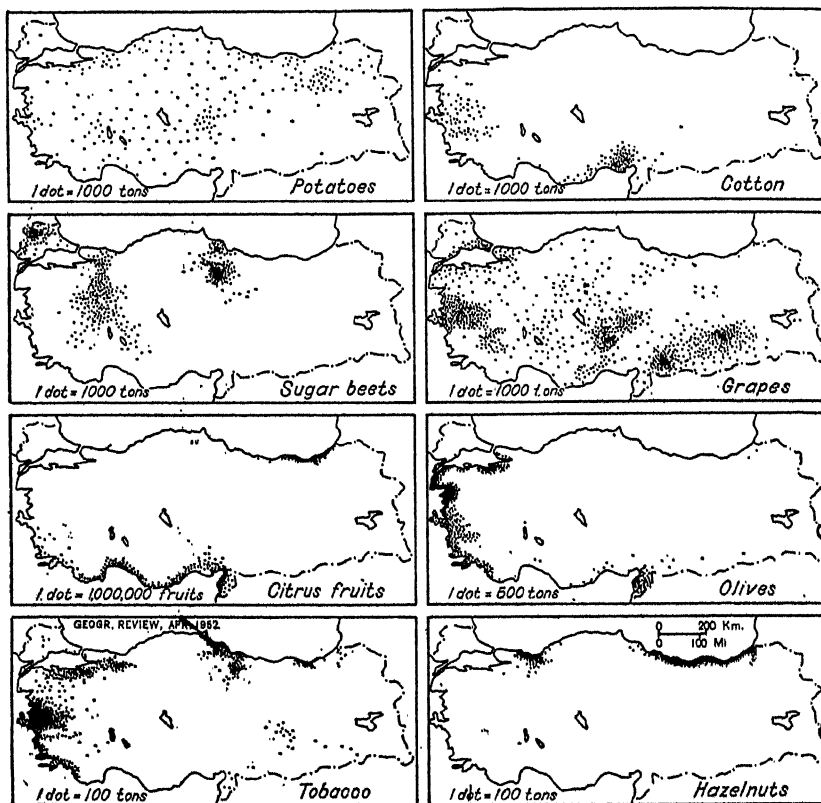 1 dot = 1000 tons
Potatoes
1 dot = 1000 tons
Cotton
1 dot = 1000 tons
Sugar beets
1 dot = 1000 tons
Grapes
1 dot = 1,000,000 fruits
Citrus fruits
1 dot = 500 tons
Olives
GEOGR. REVIEW, APR. 1952
1 dot = 100 tons
Tobacco
0 200 Km.
0 100 Mi
1 dot = 100 tons
Hazelnuts